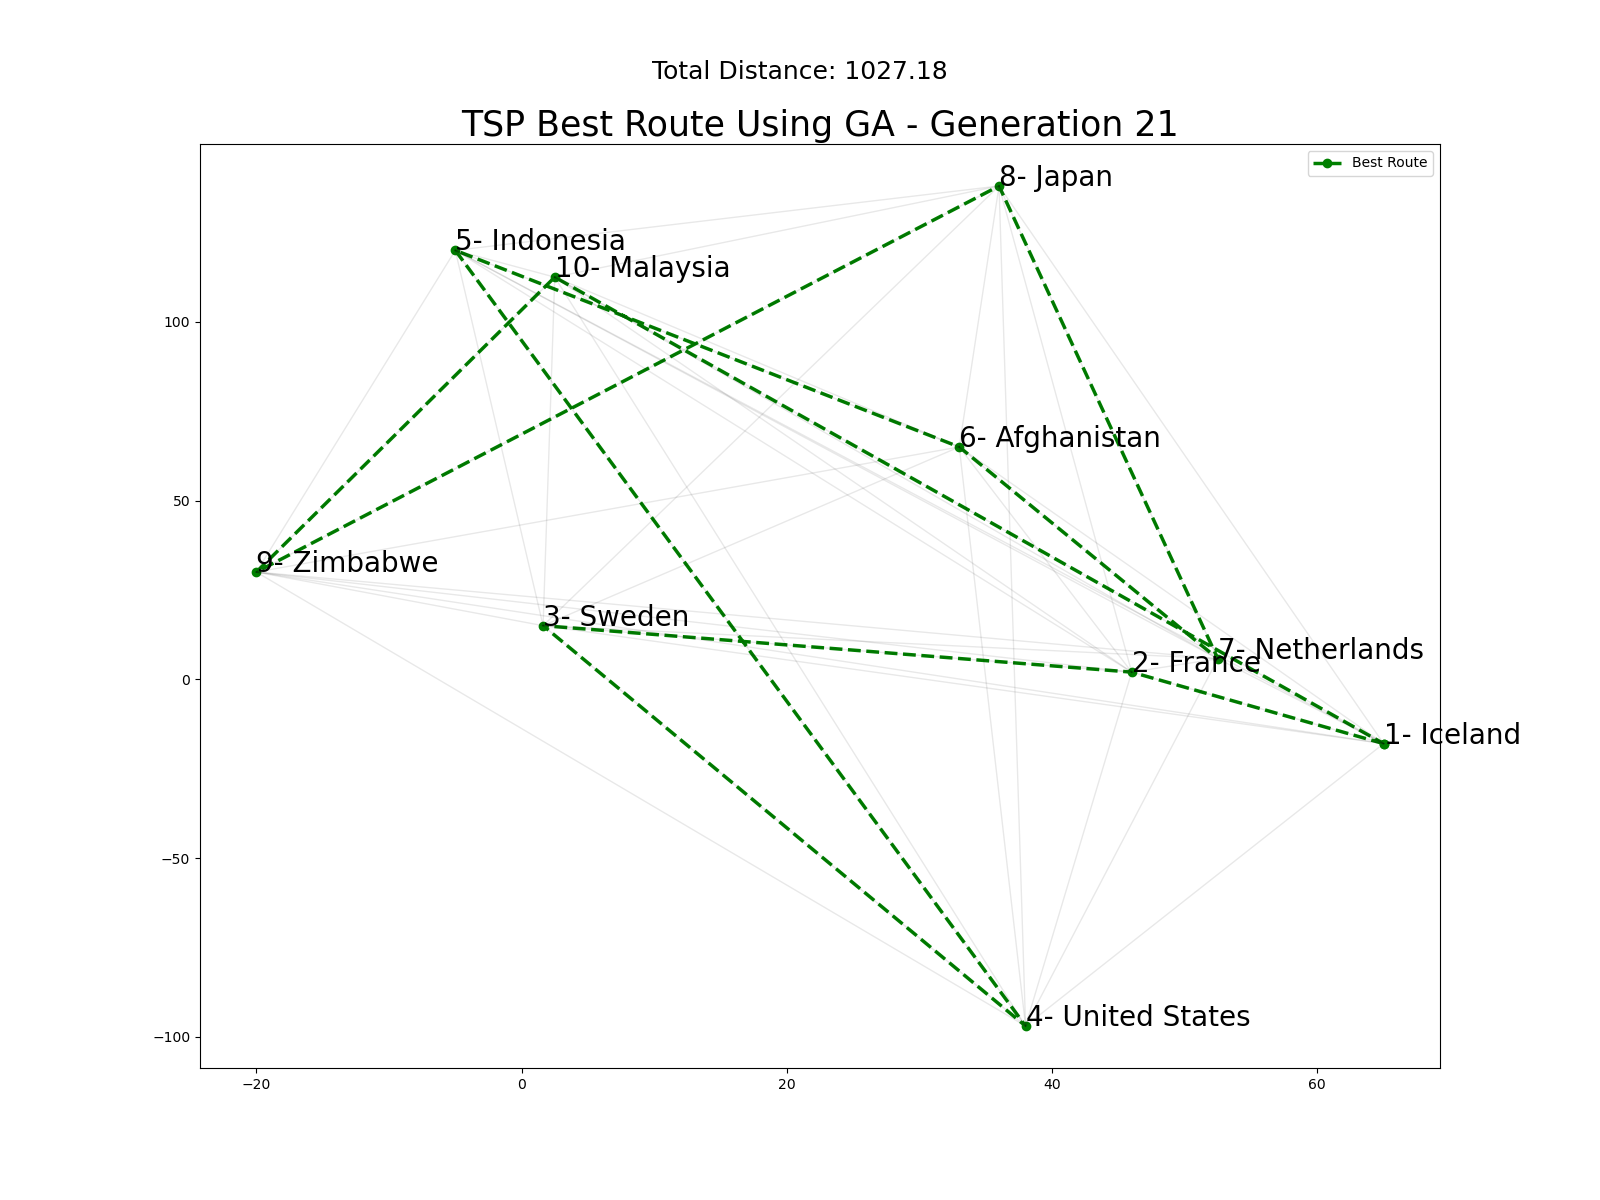 Total Distance: 1027.18
TSP Best Route Using GA - Generation 21
Best Route
8- Japan
5- Indonesia
10- Malaysia
100
6- Afghanistan
50
9- Zimbabwe
3- Sweden
7- Netherlands
2- France
0
1- Iceland
−50
4- United States
−100
−20 0 20 40 60